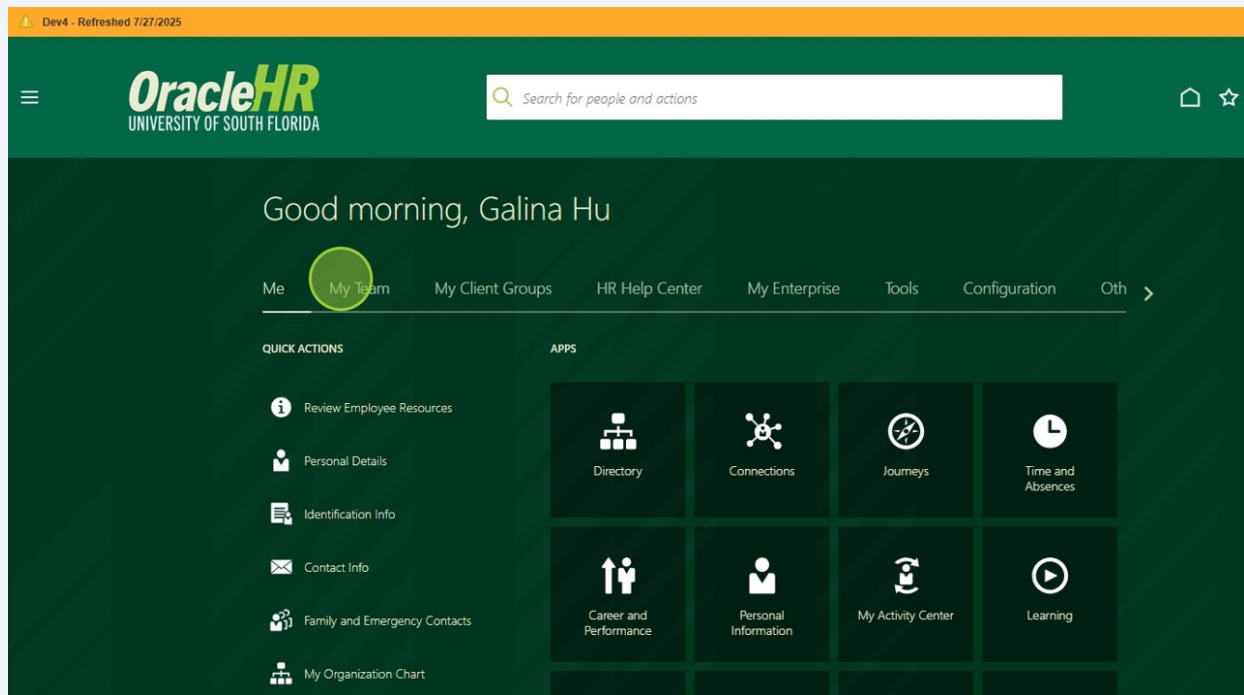 Dev4 - Refreshed 7/27/2025
OracleHR
UNIVERSITY OF SOUTH FLORIDA
Search for people and actions
Good morning, Galina Hu
Me My Team My Client Groups HR Help Center My Enterprise Tools Configuration Oth
QUICK ACTIONS
Review Employee Resources
Personal Details
Identification Info
Contact Info
Family and Emergency Contacts
My Organization Chart
APPS
Directory
Connections
Journeys
Time and
Absences
Career and
Performance
Personal
Information
My Activity Center
Learning